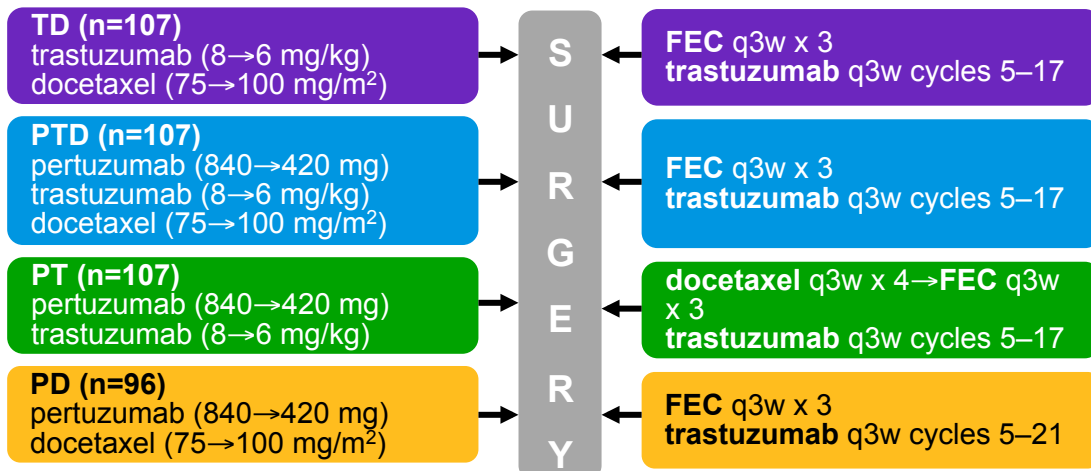 TD (n=107)
trastuzumab (8→6 mg/kg)
docetaxel (75→100 mg/m²)
PTD (n=107)
pertuzumab (840→420 mg)
trastuzumab (8→6 mg/kg)
docetaxel (75→100 mg/m²)
PT (n=107)
pertuzumab (840→420 mg)
trastuzumab (8→6 mg/kg)
PD (n=96)
pertuzumab (840→420 mg)
docetaxel (75→100 mg/m²)
S
U
R
G
E
R
Y
FEC q3w x 3
trastuzumab q3w cycles 5–17
FEC q3w x 3
trastuzumab q3w cycles 5–17
docetaxel q3w x 4→FEC q3w
x 3
trastuzumab q3w cycles 5–17
FEC q3w x 3
trastuzumab q3w cycles 5–21